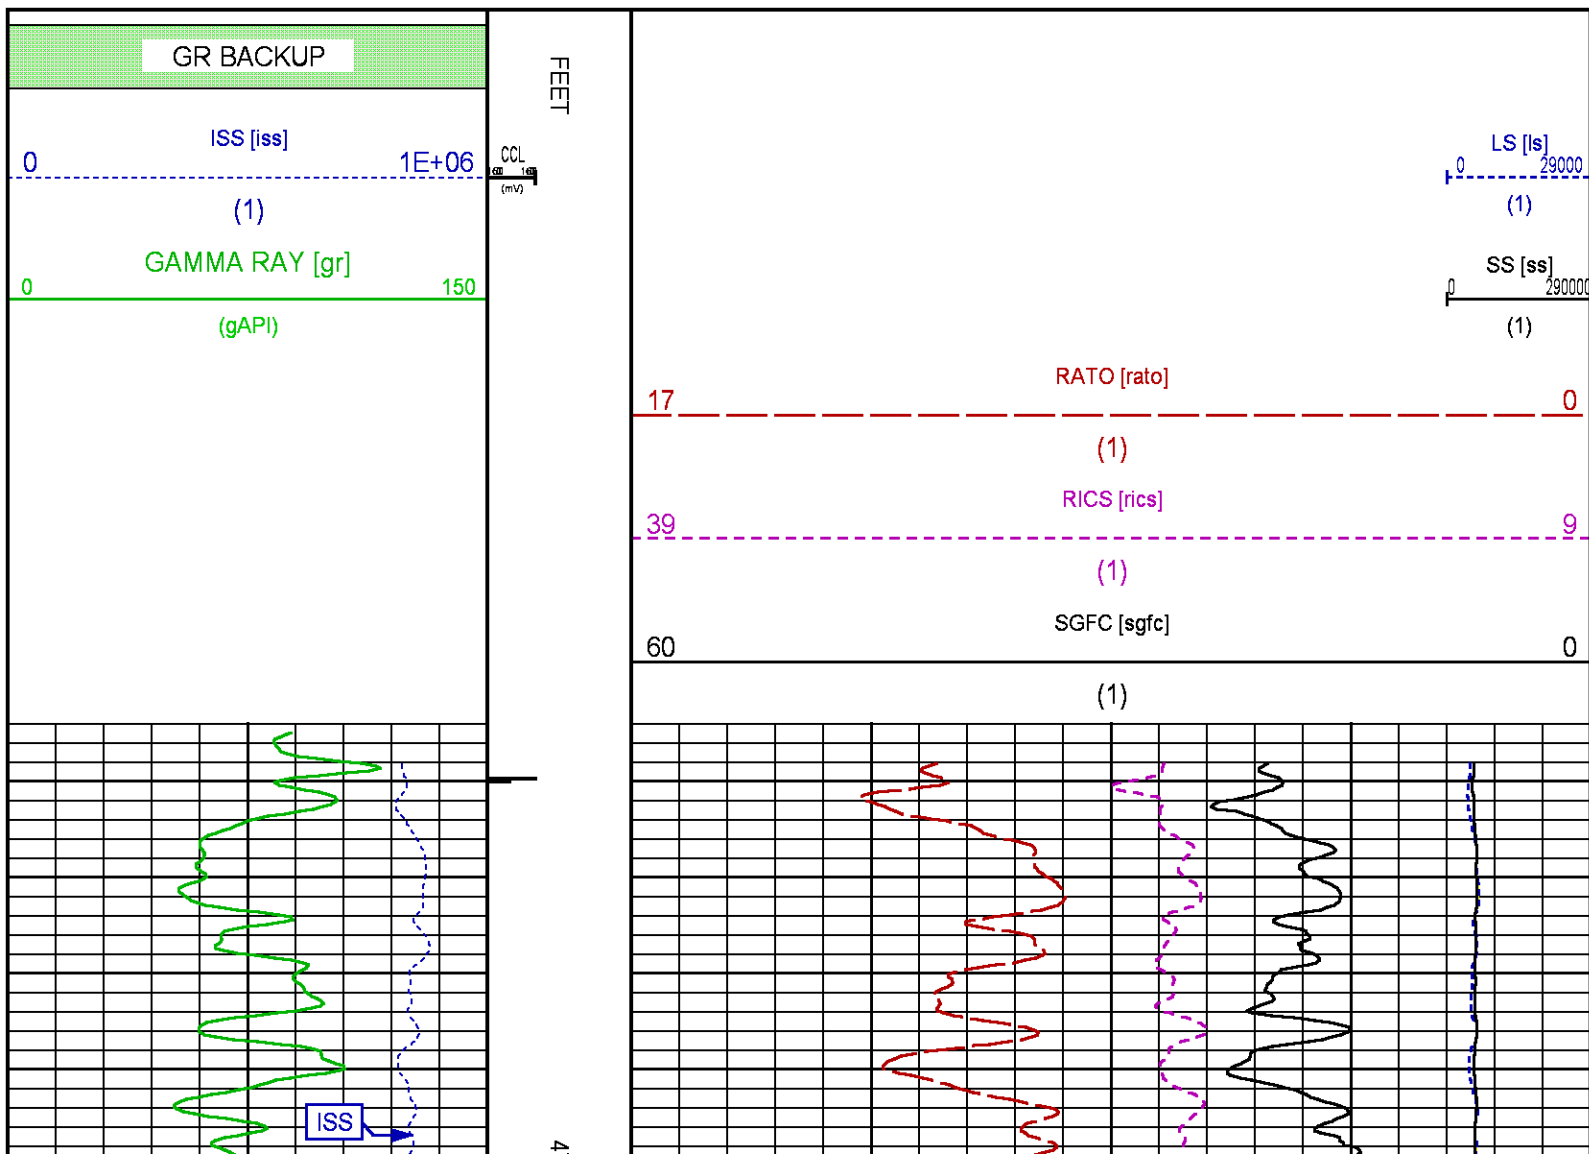 GR BACKUP
FEET
ISS [iss]
0 1E+06
(1)
CCL
(mV)
LS [ls]
0 29000
(1)
GAMMA RAY [gr]
0 150
(gAPI)
SS [ss]
0 290000
(1)
RATO [rato]
17 0
(1)
RICS [rics]
39 9
(1)
SGFC [sgfc]
60 0
(1)
ISS